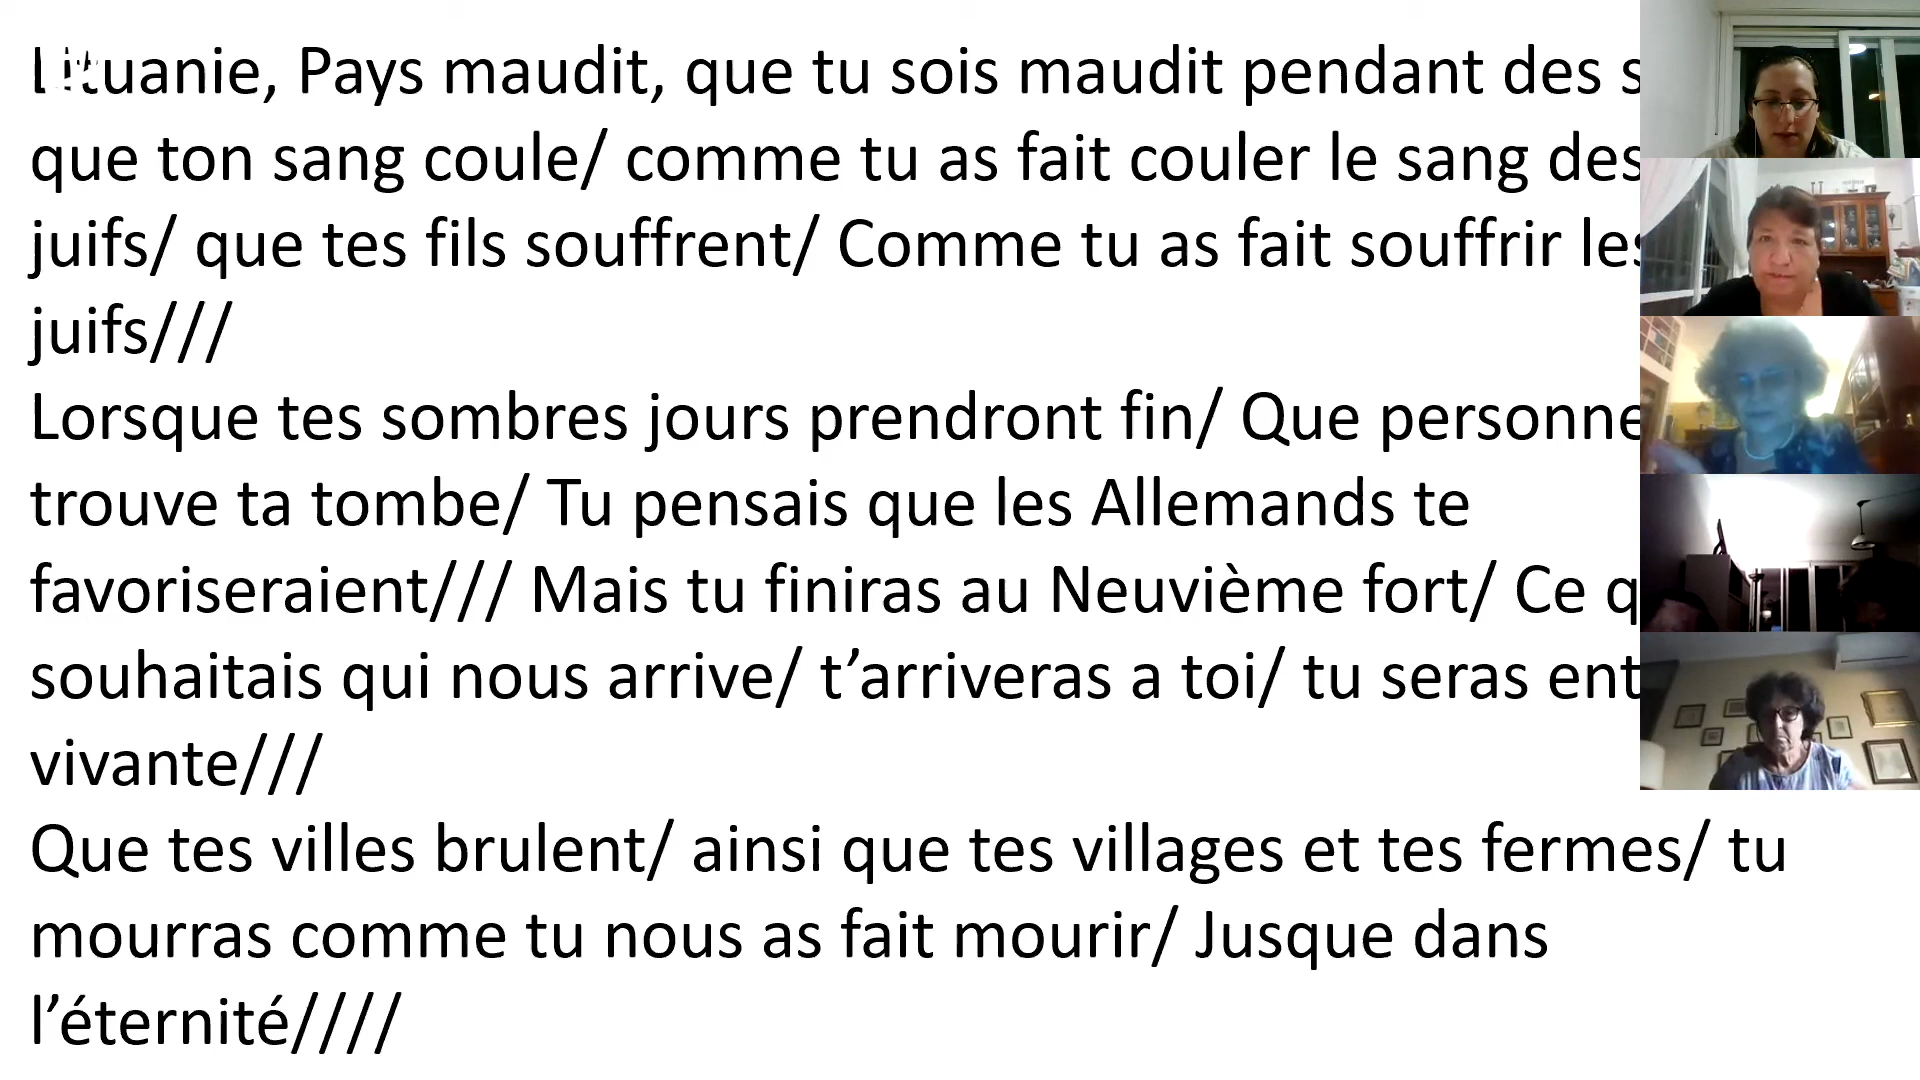 Lituanie, Pays maudit, que tu sois maudit pendant des
que ton sang coule/ comme tu as fait couler le sang des
juifs/ que tes fils souffrent/ Comme tu as fait souffrir les
juifs///
Lorsque tes sombres jours prendront fin/ Que personne
trouve ta tombe/ Tu pensais que les Allemands te
favoriseraient/// Mais tu finiras au Neuvième fort/ Ce
souhaitais qui nous arrive/ t’arriveras a toi/ tu seras
vivante///
Que tes villes brulent/ ainsi que tes villages et tes fermes/ tu
mourras comme tu nous as fait mourir/ Jusque dans
l’éternité////